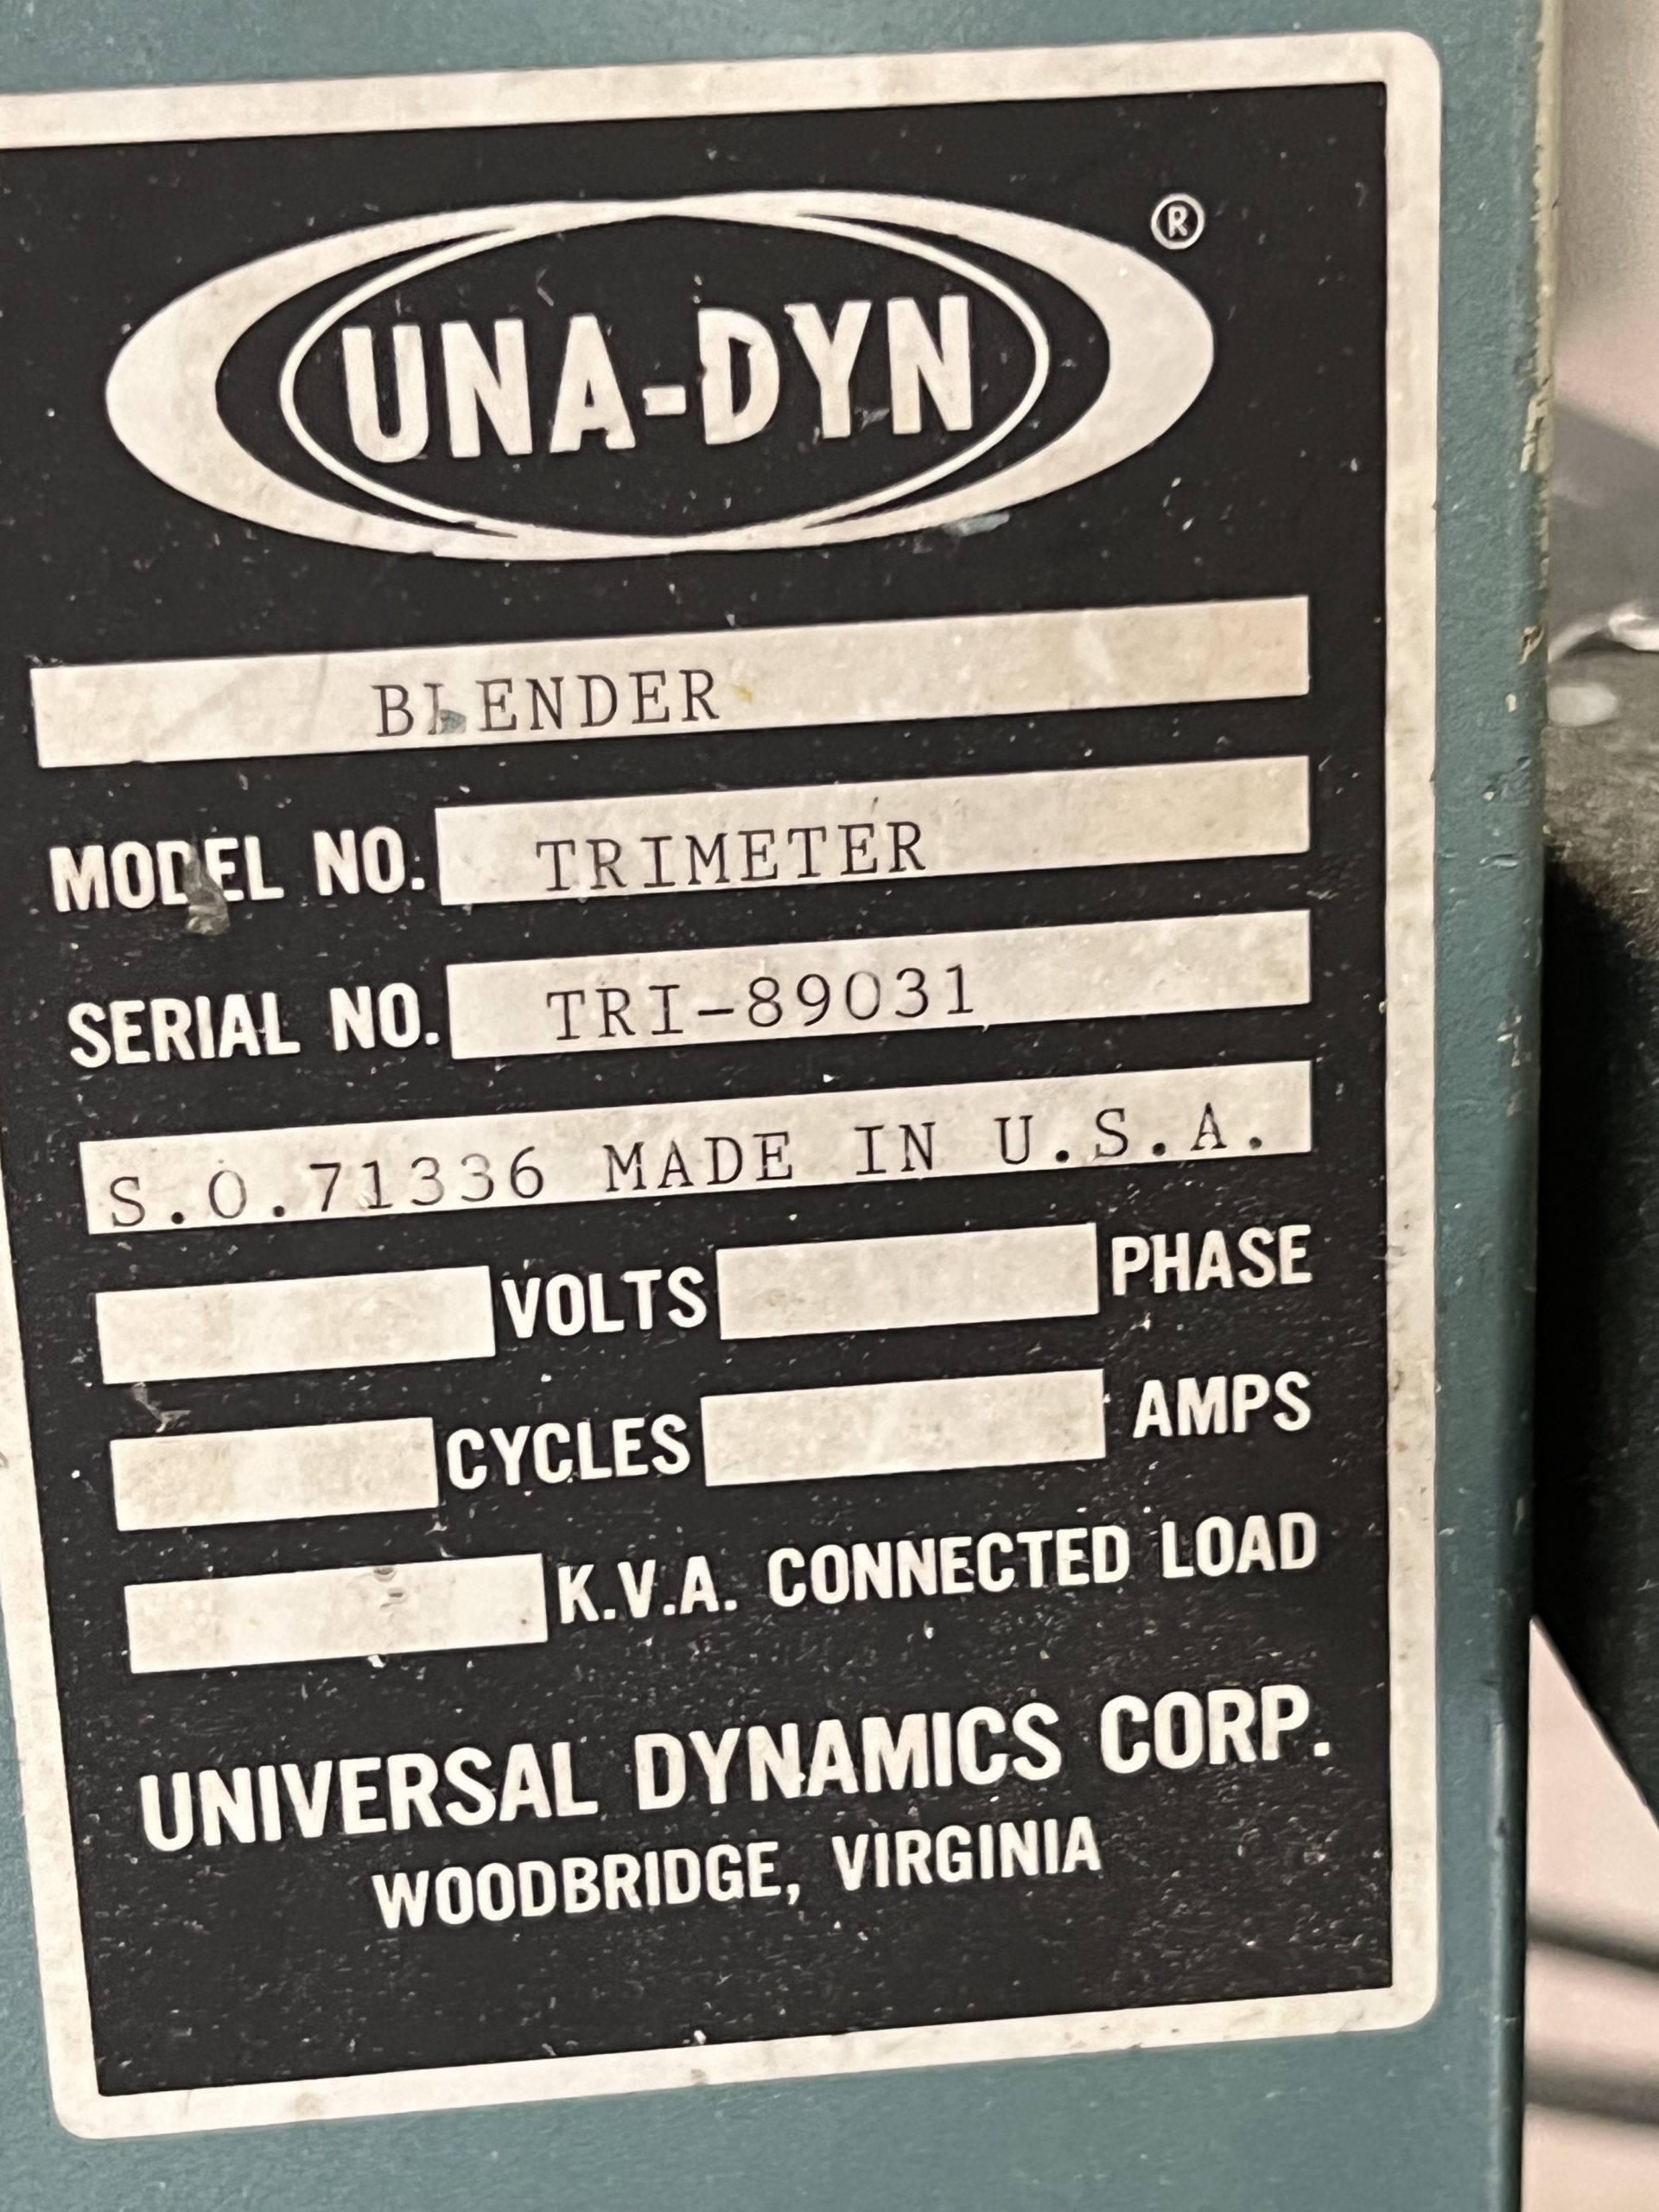 UNA-DYN ®
BLENDER
MODEL NO. TRIMETER
SERIAL NO. TRI-89031
S.O.71336 MADE IN U.S.A.
VOLTS PHASE
CYCLES AMPS
K.V.A. CONNECTED LOAD
UNIVERSAL DYNAMICS CORP.
WOODBRIDGE, VIRGINIA